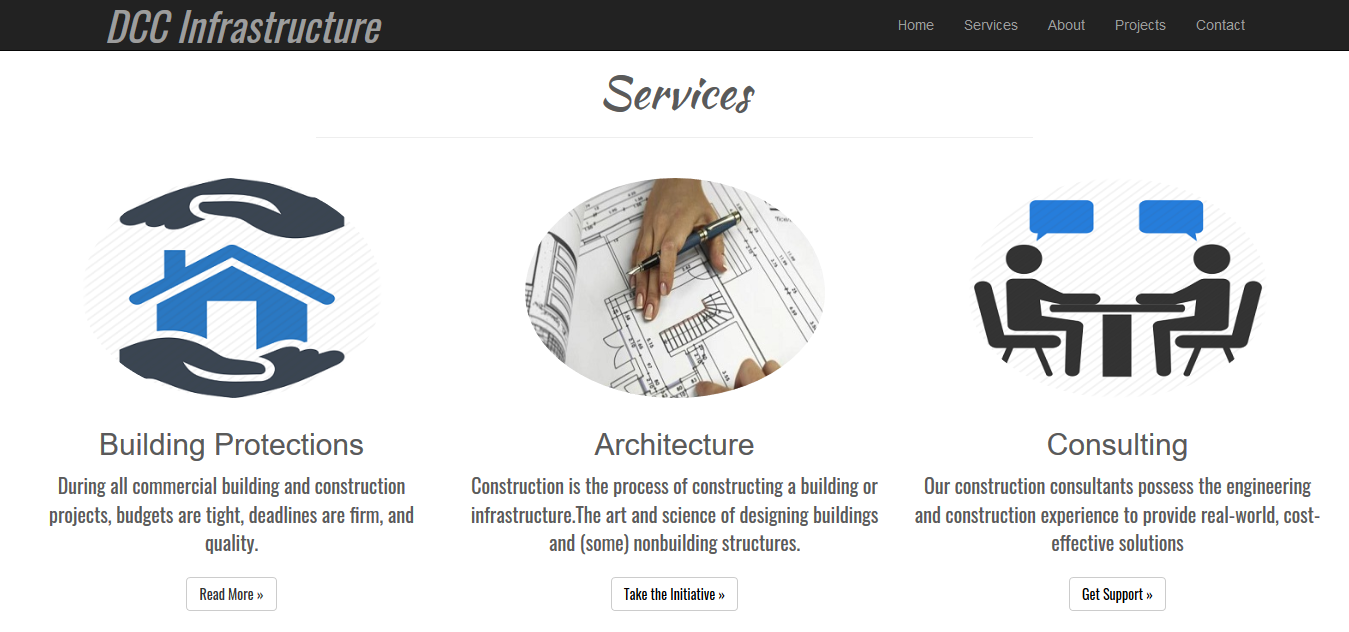 DCC Infrastructure
Home Services About Projects Contact
Services
Building Protections
During all commercial building and construction
projects, budgets are tight, deadlines are firm, and
quality.
Read More »
Architecture
Construction is the process of constructing a building or
infrastructure.The art and science of designing buildings
and (some) nonbuilding structures.
Take the Initiative »
Consulting
Our construction consultants possess the engineering
and construction experience to provide real-world, cost-
effective solutions
Get Support »